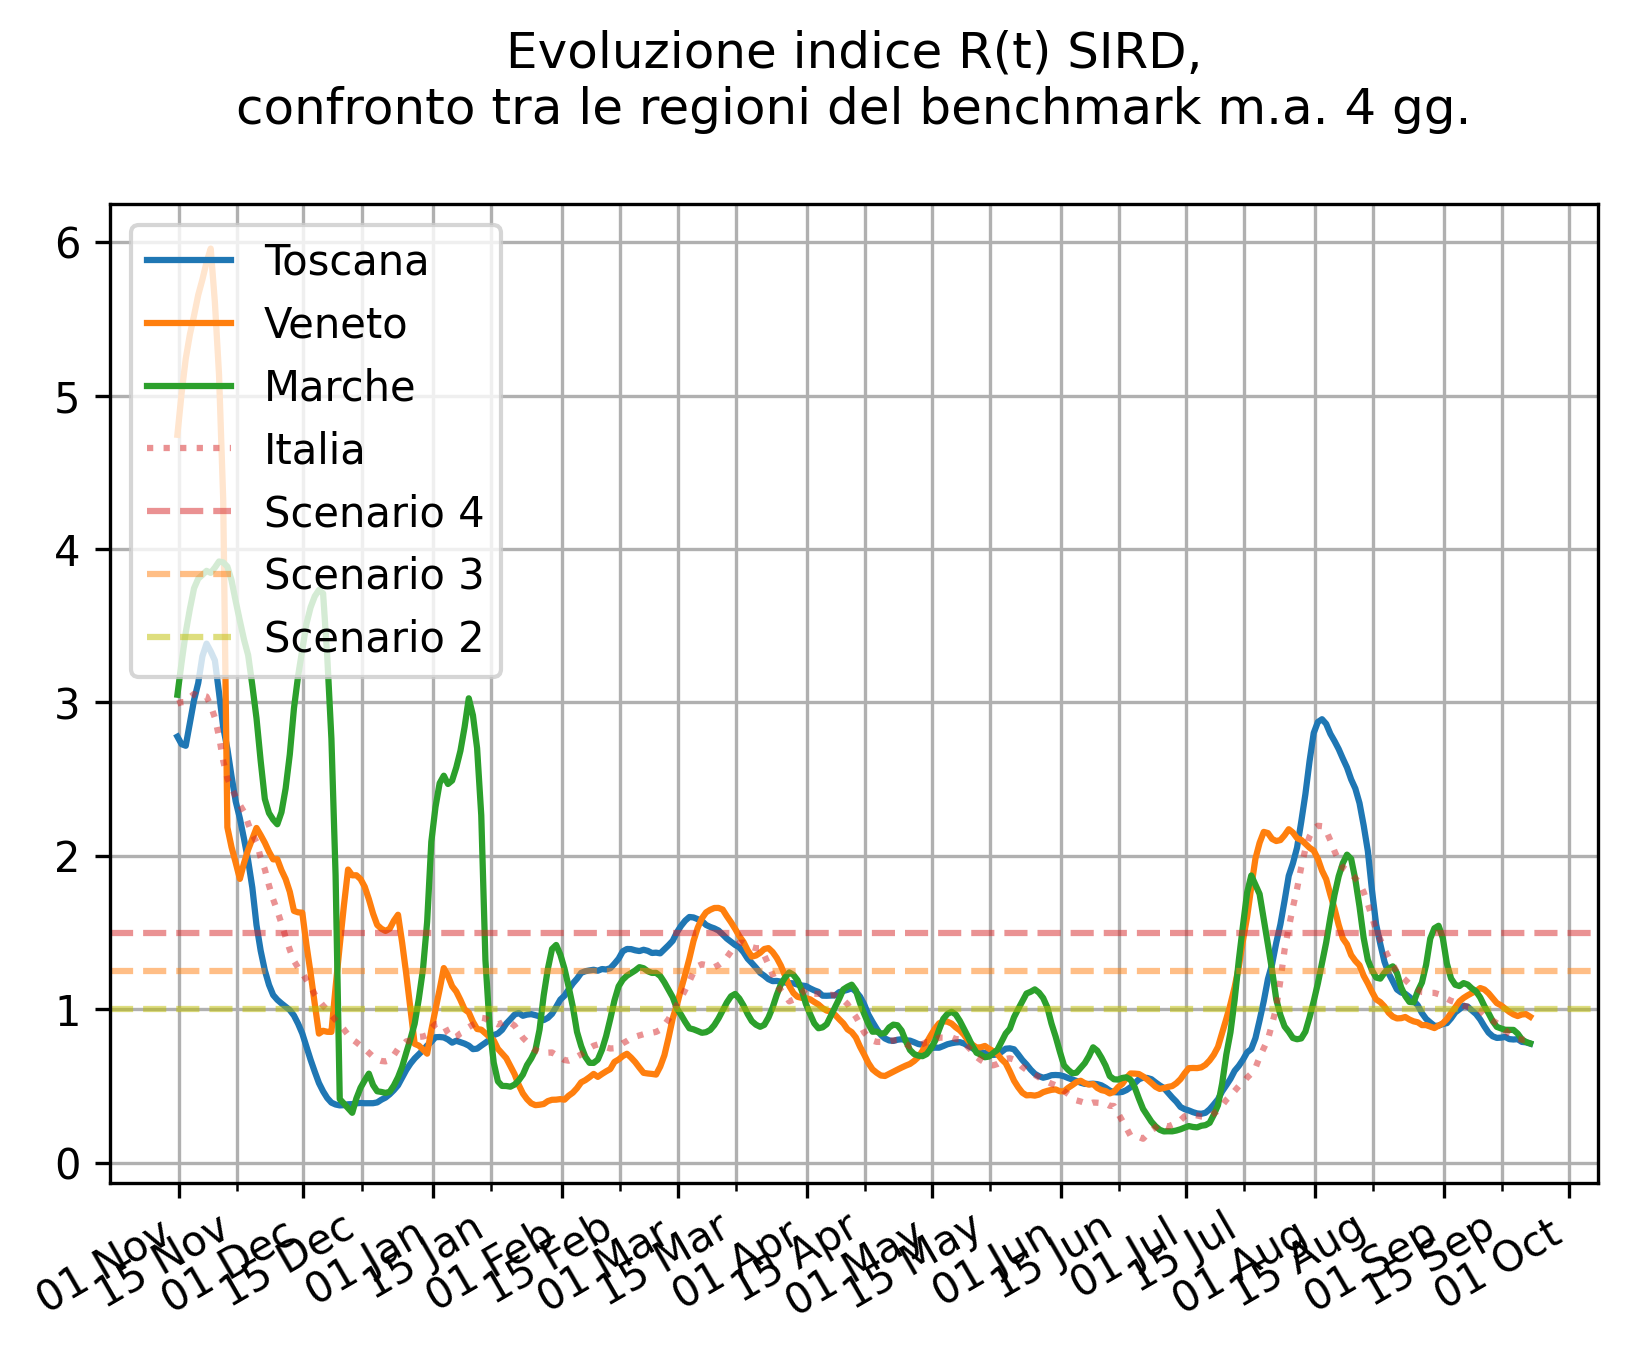 Evoluzione indice R(t) SIRD,
confronto tra le regioni del benchmark m.a. 4 gg.
6
5
4
3
2
1
0
Toscana
Veneto
Marche
Italia
Scenario 4
Scenario 3
Scenario 2
01 Nov
15 Nov
01 Dec
15 Dec
01 Jan
15 Jan
01 Feb
15 Feb
01 Mar
15 Mar
01 Apr
15 Apr
01 May
15 May
01 Jun
15 Jun
01 Jul
15 Jul
01 Aug
15 Aug
01 Sep
15 Sep
01 Oct